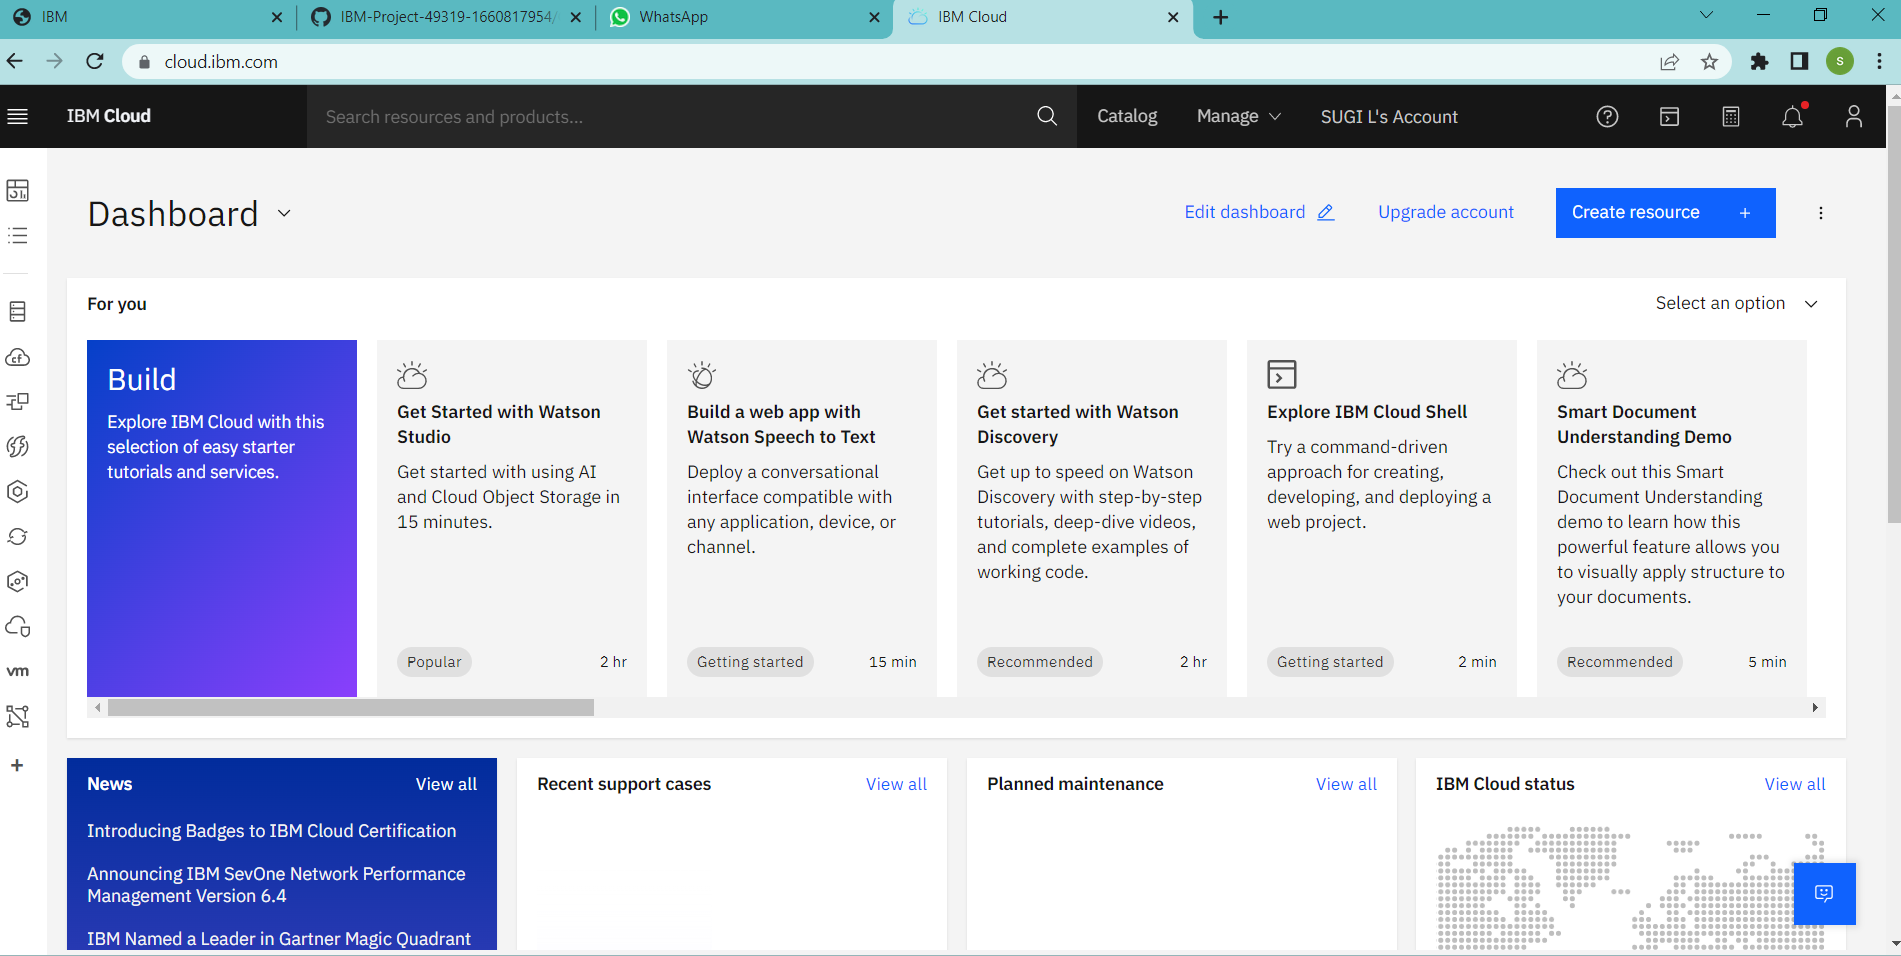 IBM
IBM-Project-49319-1660817954/
WhatsApp
IBM Cloud
cloud.ibm.com
S
IBM Cloud
Search resources and products...
Catalog
Manage
SUGI L's Account
Dashboard
Edit dashboard
Upgrade account
Create resource +
For you
Select an option
Build
Explore IBM Cloud with this
selection of easy starter
tutorials and services.
Get Started with Watson
Studio
Get started with using AI
and Cloud Object Storage in
15 minutes.
Popular
2 hr
Build a web app with
Watson Speech to Text
Deploy a conversational
interface compatible with
any application, device, or
channel.
Getting started
15 min
Get started with Watson
Discovery
Get up to speed on Watson
Discovery with step-by-step
tutorials, deep-dive videos,
and complete examples of
working code.
Recommended
2 hr
Explore IBM Cloud Shell
Try a command-driven
approach for creating,
developing, and deploying a
web project.
Getting started
2 min
Smart Document
Understanding Demo
Check out this Smart
Document Understanding
demo to learn how this
powerful feature allows you
to visually apply structure to
your documents.
Recommended
5 min
cf
vm
News
View all
Introducing Badges to IBM Cloud Certification
Announcing IBM SevOne Network Performance
Management Version 6.4
IBM Named a Leader in Gartner Magic Quadrant
Recent support cases
View all
Planned maintenance
View all
IBM Cloud status
View all